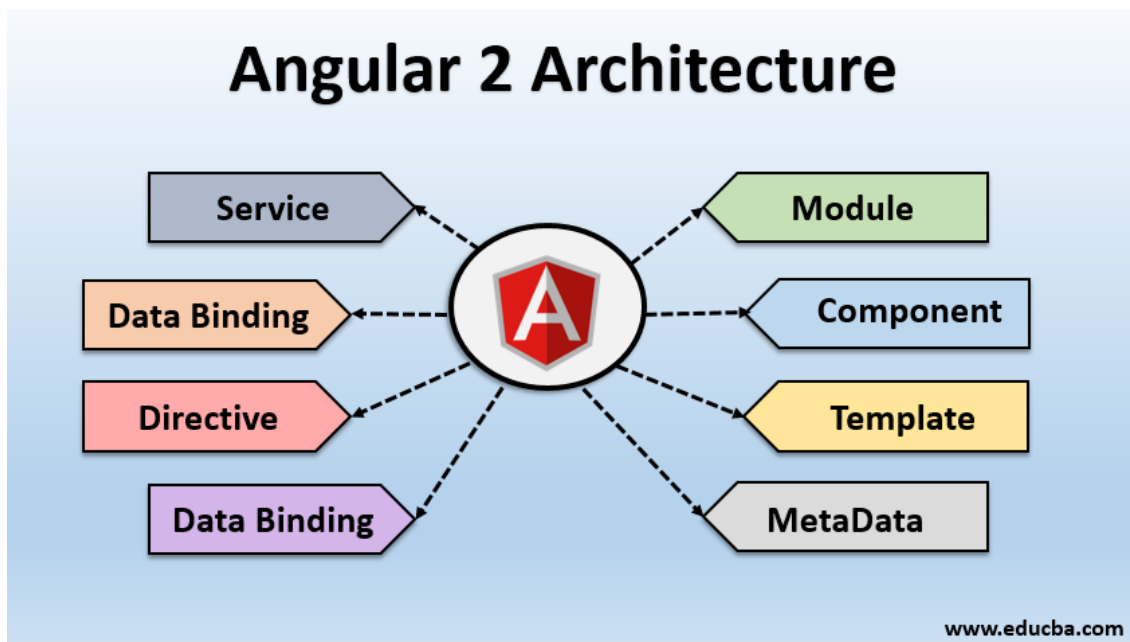 Angular 2 Architecture
Service
Module
Data Binding
Component
Directive
Template
Data Binding
MetaData
A
www.educba.com